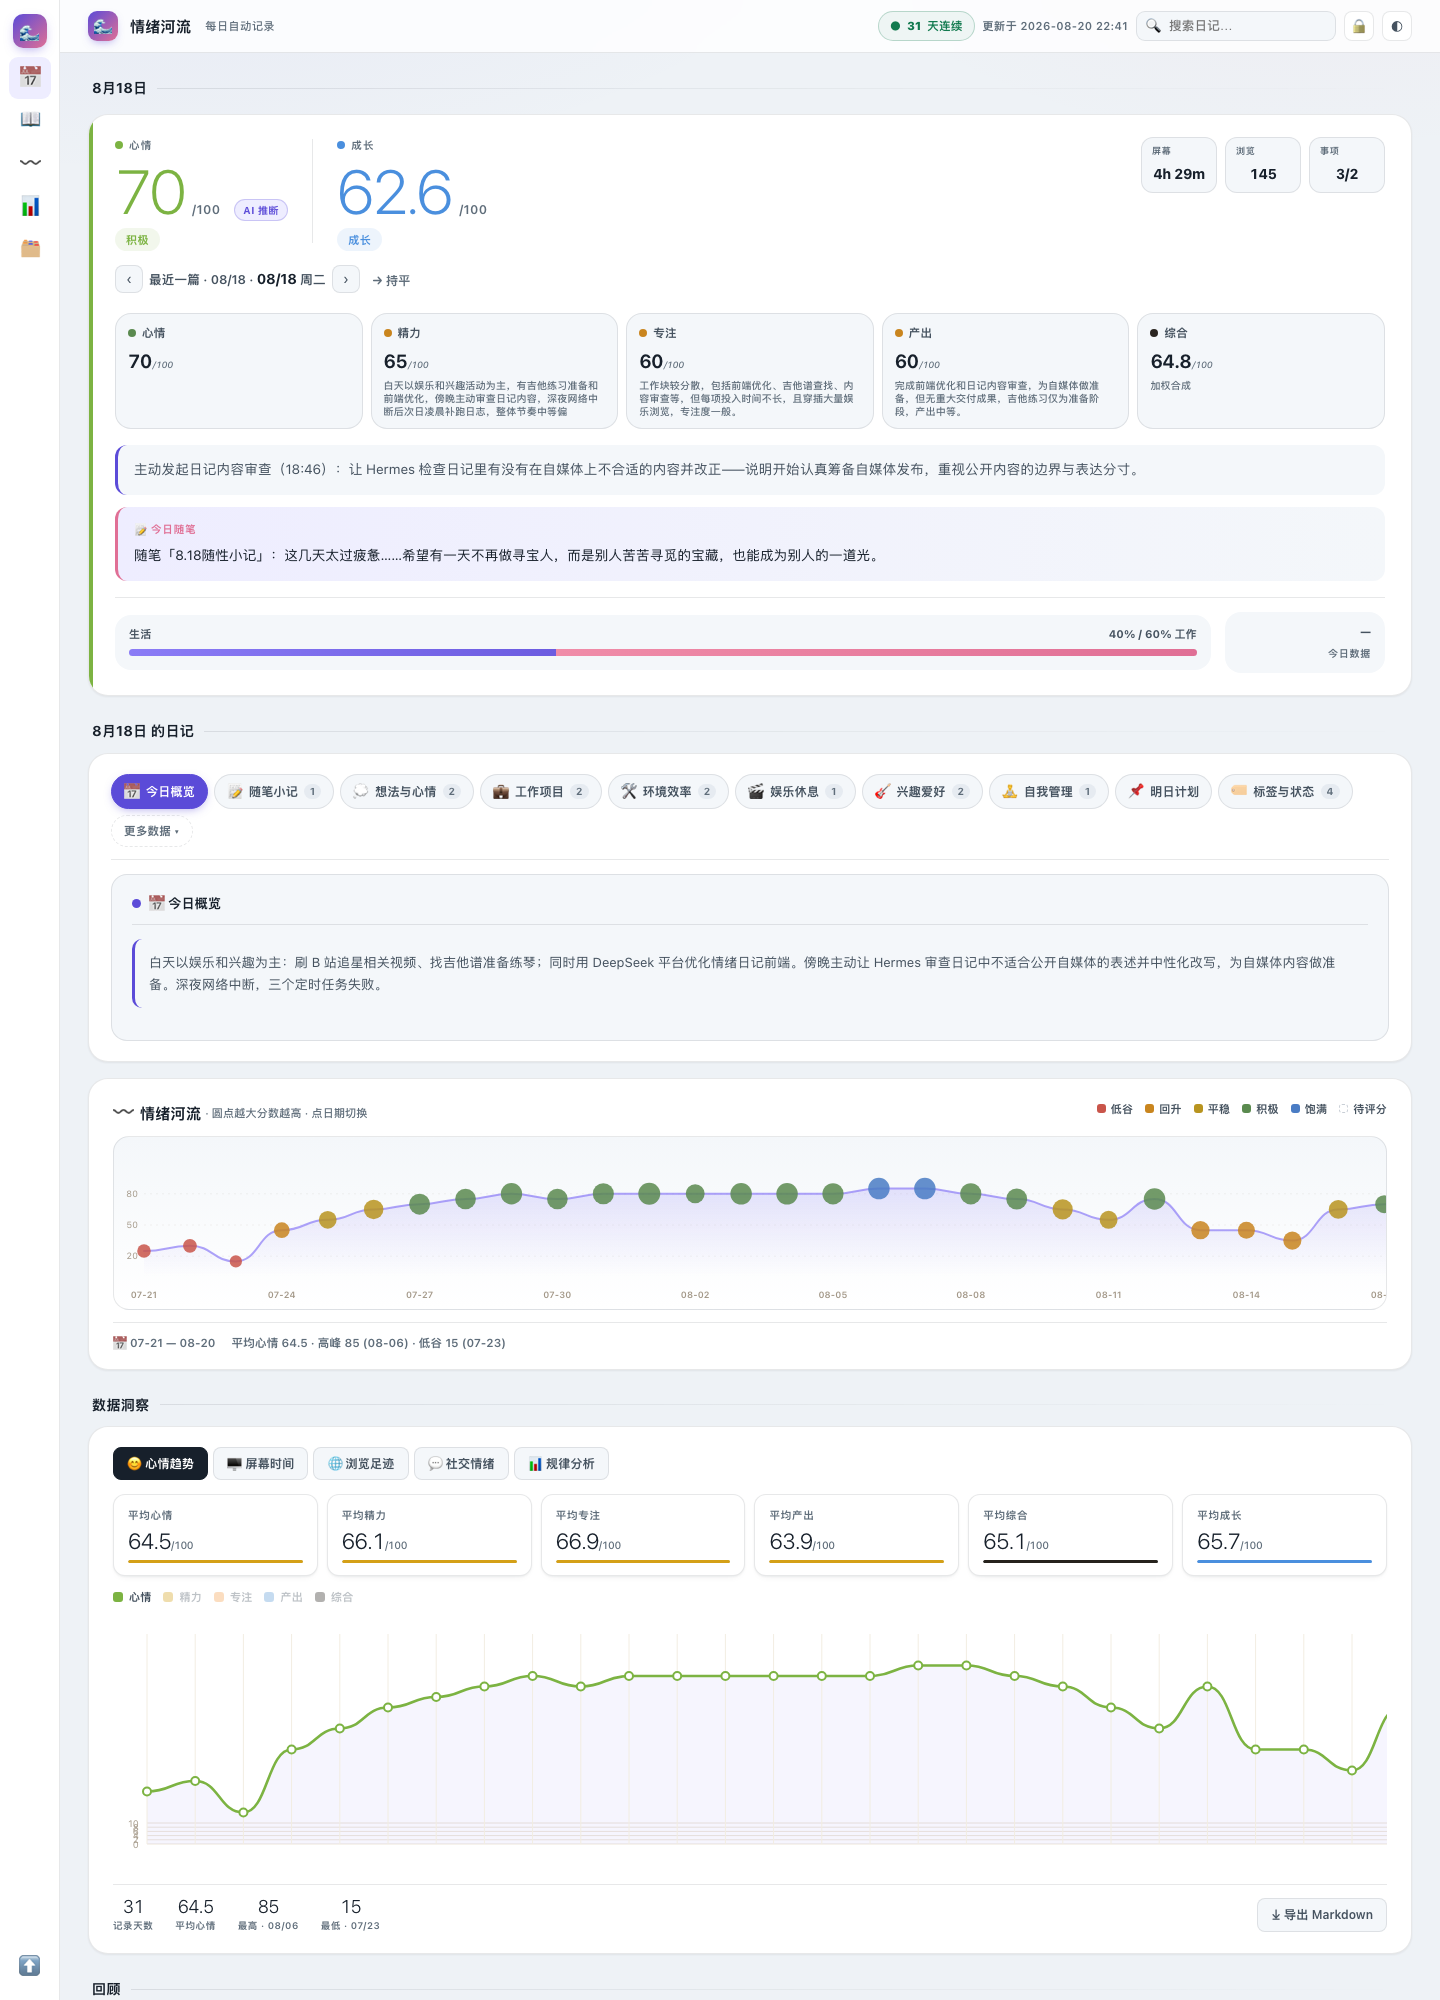 情绪河流 每日自动记录
31 天连续 更新于 2026-08-20 22:41 搜索日记...
8月18日
心情 成长 屏幕 浏览 事项
70 /100 AI 推断 62.6 /100 4h 29m 145 3/2
积极 成长
‹ 最近一篇 · 08/18 · 08/18 周二 › → 持平
心情
70/100
精力
65/100
白天以娱乐和兴趣活动为主，有吉他练习准备和
前端优化，傍晚主动审查日记内容，深夜网络中
断后次日凌晨补跑日志，整体节奏中等偏
专注
60/100
工作块较分散，包括前端优化、吉他谱查找、内
容审查等，但每项投入时间不长，且穿插大量娱
乐浏览，专注度一般。
产出
60/100
完成前端优化和日记内容审查，为自媒体做准
备，但无重大交付成果，吉他练习仅为准备阶
段，产出中等。
综合
64.8/100
加权合成
主动发起日记内容审查（18:46）：让 Hermes 检查日记里有没有在自媒体上不合适的内容并改正——说明开始认真筹备自媒体发布，重视公开内容的边界与表达分寸。
今日随笔
随笔「8.18随性小记」：这几天太过疲惫……希望有一天不再做寻宝人，而是别人苦苦寻觅的宝藏，也能成为别人的一道光。
生活 40% / 60% 工作
—
今日数据
8月18日 的日记
今日概览 随笔小记 1 想法与心情 2 工作项目 2 环境效率 2 娱乐休息 1 兴趣爱好 2 自我管理 1 明日计划 标签与状态 4
更多数据 ▾
今日概览
白天以娱乐和兴趣为主：刷 B 站追星相关视频、找吉他谱准备练琴；同时用 DeepSeek 平台优化情绪日记前端。傍晚主动让 Hermes 审查日记中不适合公开自媒体的表述并中性化改写，为自媒体内容做准
备。深夜网络中断，三个定时任务失败。
情绪河流 · 圆点越大分数越高 · 点日期切换 低谷 回升 平稳 积极 饱满 待评分
80
50
20
07-21 07-24 07-27 07-30 08-02 08-05 08-08 08-11 08-14 08-
07-21 — 08-20 平均心情 64.5 · 高峰 85 (08-06) · 低谷 15 (07-23)
数据洞察
心情趋势 屏幕时间 浏览足迹 社交情绪 规律分析
平均心情 平均精力 平均专注 平均产出 平均综合 平均成长
64.5/100 66.1/100 66.9/100 63.9/100 65.1/100 65.7/100
心情 精力 专注 产出 综合
10
0
31 64.5 85 15
记录天数 平均心情 最高 · 08/06 最低 · 07/23
导出 Markdown
回顾